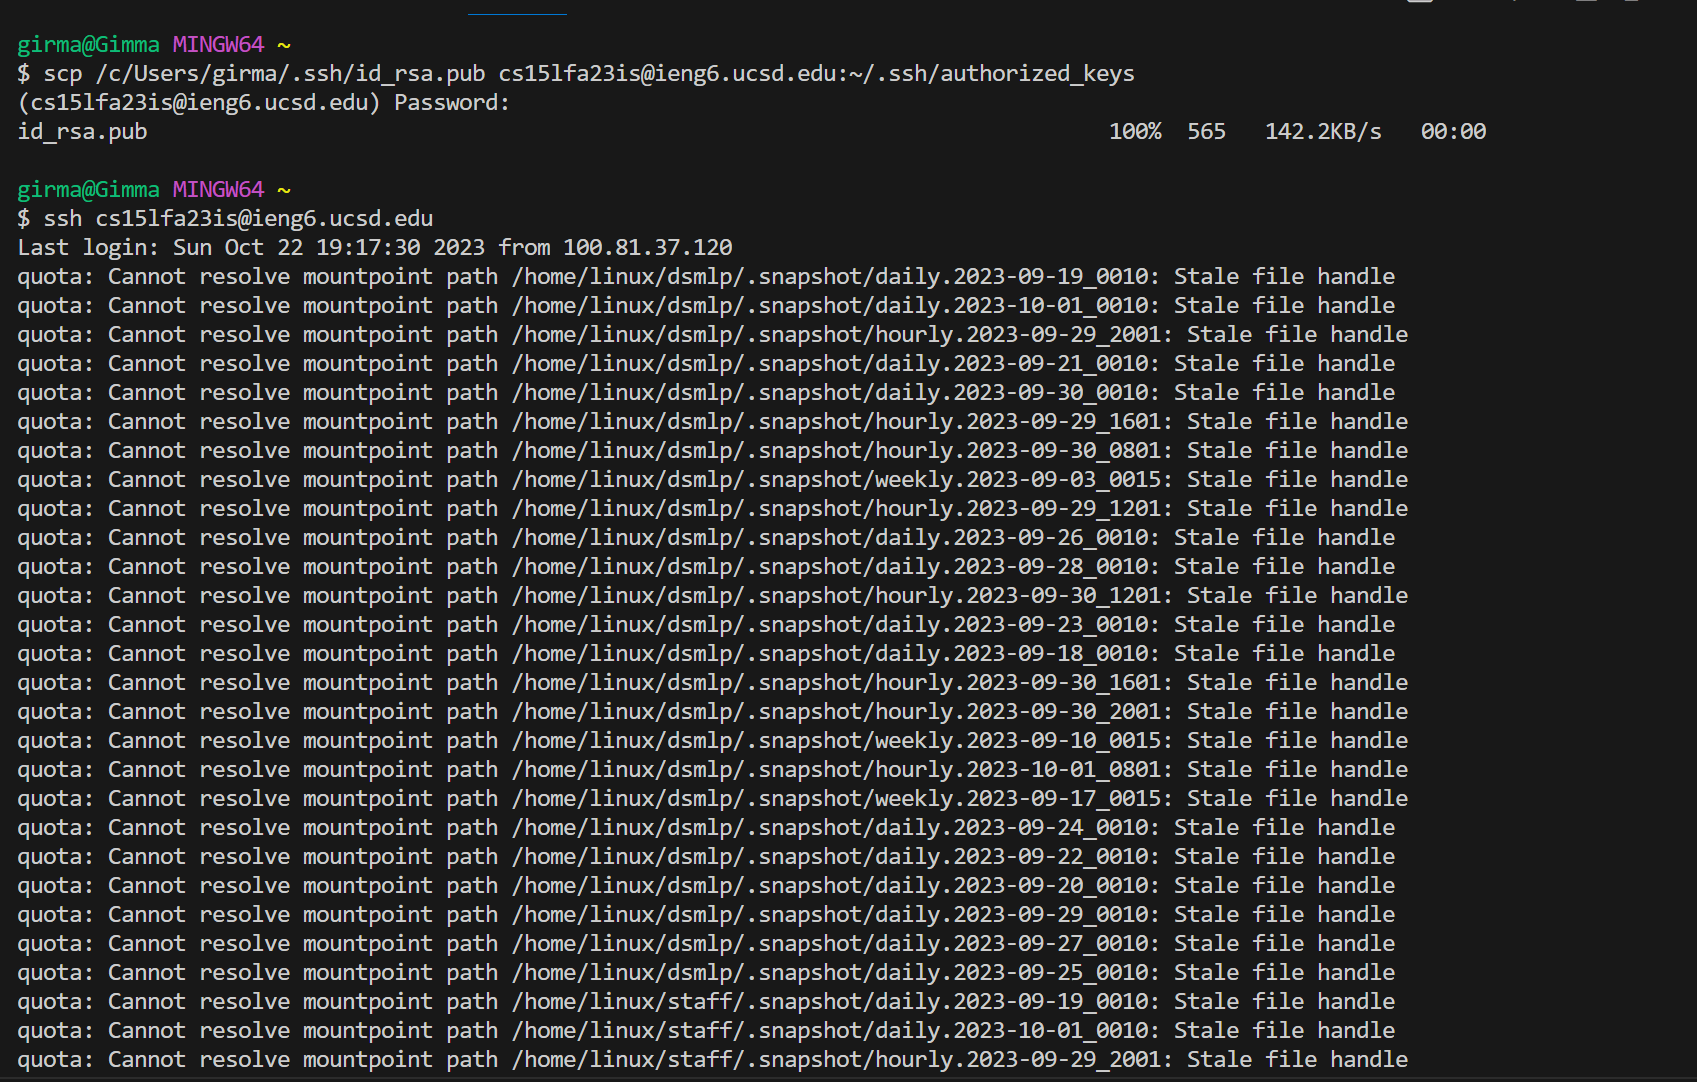 girma@Gimma MINGW64 ~
$ scp /c/Users/girma/.ssh/id_rsa.pub cs15lfa23is@ieng6.ucsd.edu:~/.ssh/authorized_keys
(cs15lfa23is@ieng6.ucsd.edu) Password:
id_rsa.pub 100% 565 142.2KB/s 00:00
girma@Gimma MINGW64 ~
$ ssh cs15lfa23is@ieng6.ucsd.edu
Last login: Sun Oct 22 19:17:30 2023 from 100.81.37.120
quota: Cannot resolve mountpoint path /home/linux/dsmlp/.snapshot/daily.2023-09-19_0010: Stale file handle
quota: Cannot resolve mountpoint path /home/linux/dsmlp/.snapshot/daily.2023-10-01_0010: Stale file handle
quota: Cannot resolve mountpoint path /home/linux/dsmlp/.snapshot/hourly.2023-09-29_2001: Stale file handle
quota: Cannot resolve mountpoint path /home/linux/dsmlp/.snapshot/daily.2023-09-21_0010: Stale file handle
quota: Cannot resolve mountpoint path /home/linux/dsmlp/.snapshot/daily.2023-09-30_0010: Stale file handle
quota: Cannot resolve mountpoint path /home/linux/dsmlp/.snapshot/hourly.2023-09-29_1601: Stale file handle
quota: Cannot resolve mountpoint path /home/linux/dsmlp/.snapshot/hourly.2023-09-30_0801: Stale file handle
quota: Cannot resolve mountpoint path /home/linux/dsmlp/.snapshot/weekly.2023-09-03_0015: Stale file handle
quota: Cannot resolve mountpoint path /home/linux/dsmlp/.snapshot/hourly.2023-09-29_1201: Stale file handle
quota: Cannot resolve mountpoint path /home/linux/dsmlp/.snapshot/daily.2023-09-26_0010: Stale file handle
quota: Cannot resolve mountpoint path /home/linux/dsmlp/.snapshot/daily.2023-09-28_0010: Stale file handle
quota: Cannot resolve mountpoint path /home/linux/dsmlp/.snapshot/hourly.2023-09-30_1201: Stale file handle
quota: Cannot resolve mountpoint path /home/linux/dsmlp/.snapshot/daily.2023-09-23_0010: Stale file handle
quota: Cannot resolve mountpoint path /home/linux/dsmlp/.snapshot/daily.2023-09-18_0010: Stale file handle
quota: Cannot resolve mountpoint path /home/linux/dsmlp/.snapshot/hourly.2023-09-30_1601: Stale file handle
quota: Cannot resolve mountpoint path /home/linux/dsmlp/.snapshot/hourly.2023-09-30_2001: Stale file handle
quota: Cannot resolve mountpoint path /home/linux/dsmlp/.snapshot/weekly.2023-09-10_0015: Stale file handle
quota: Cannot resolve mountpoint path /home/linux/dsmlp/.snapshot/hourly.2023-10-01_0801: Stale file handle
quota: Cannot resolve mountpoint path /home/linux/dsmlp/.snapshot/weekly.2023-09-17_0015: Stale file handle
quota: Cannot resolve mountpoint path /home/linux/dsmlp/.snapshot/daily.2023-09-24_0010: Stale file handle
quota: Cannot resolve mountpoint path /home/linux/dsmlp/.snapshot/daily.2023-09-22_0010: Stale file handle
quota: Cannot resolve mountpoint path /home/linux/dsmlp/.snapshot/daily.2023-09-20_0010: Stale file handle
quota: Cannot resolve mountpoint path /home/linux/dsmlp/.snapshot/daily.2023-09-29_0010: Stale file handle
quota: Cannot resolve mountpoint path /home/linux/dsmlp/.snapshot/daily.2023-09-27_0010: Stale file handle
quota: Cannot resolve mountpoint path /home/linux/dsmlp/.snapshot/daily.2023-09-25_0010: Stale file handle
quota: Cannot resolve mountpoint path /home/linux/staff/.snapshot/daily.2023-09-19_0010: Stale file handle
quota: Cannot resolve mountpoint path /home/linux/staff/.snapshot/daily.2023-10-01_0010: Stale file handle
quota: Cannot resolve mountpoint path /home/linux/staff/.snapshot/hourly.2023-09-29_2001: Stale file handle